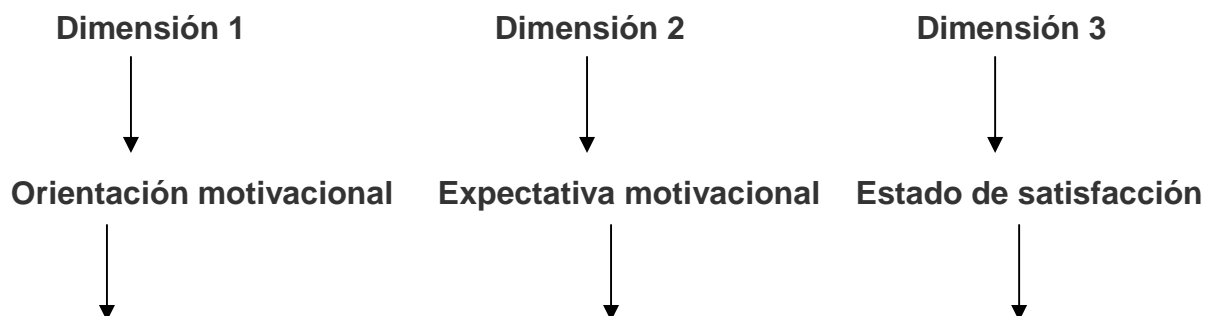 Dimensión 1 Dimensión 2 Dimensión 3
Orientación motivacional Expectativa motivacional Estado de satisfacción